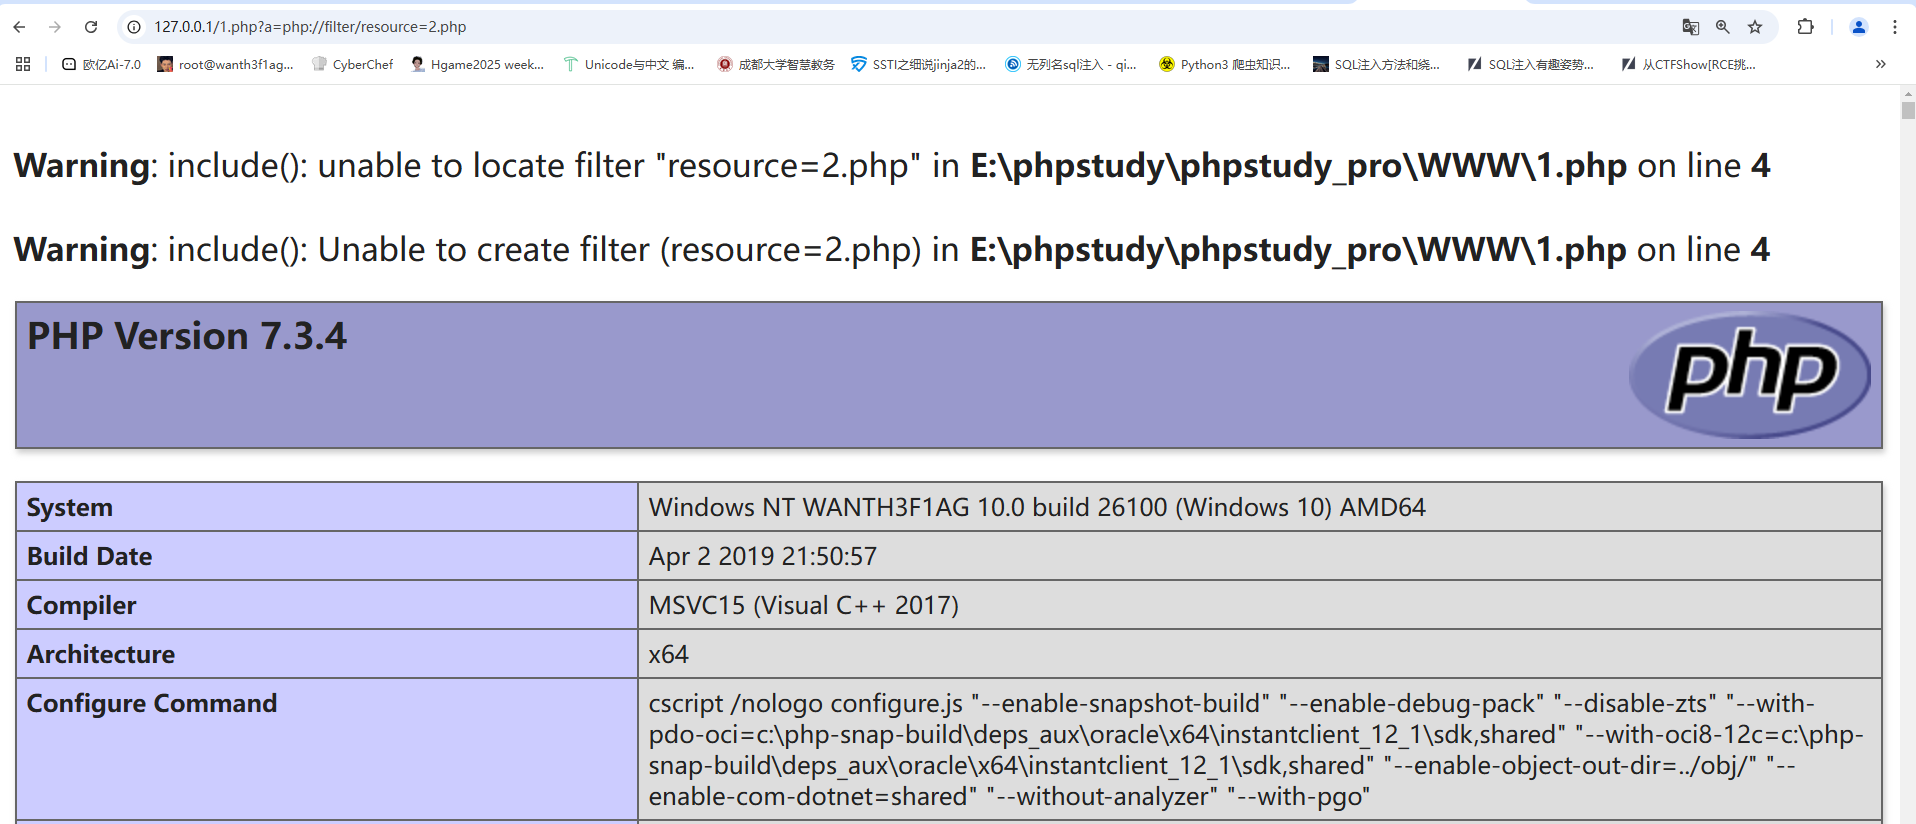 127.0.0.1/1.php?a=php://filter/resource=2.php
欧亿Ai-7.0
root@wanth3f1ag...
CyberChef
Hgame2025 week...
Unicode与中文 编...
成都大学智慧教务
SSTI之细说jinja2的...
无列名sql注入 - qi...
Python3 爬虫知识...
SQL注入方法和绕...
SQL注入有趣姿势...
从CTFShow[RCE挑...
Warning: include(): unable to locate filter "resource=2.php" in E:\phpstudy\phpstudy_pro\WWW\1.php on line 4
Warning: include(): Unable to create filter (resource=2.php) in E:\phpstudy\phpstudy_pro\WWW\1.php on line 4
PHP Version 7.3.4
php
System
Windows NT WANTH3F1AG 10.0 build 26100 (Windows 10) AMD64
Build Date
Apr 2 2019 21:50:57
Compiler
MSVC15 (Visual C++ 2017)
Architecture
x64
Configure Command
cscript /nologo configure.js "--enable-snapshot-build" "--enable-debug-pack" "--disable-zts" "--with-
pdo-oci=c:\php-snap-build\deps_aux\oracle\x64\instantclient_12_1\sdk,shared" "--with-oci8-12c=c:\php-
snap-build\deps_aux\oracle\x64\instantclient_12_1\sdk,shared" "--enable-object-out-dir=../obj/" "--
enable-com-dotnet=shared" "--without-analyzer" "--with-pgo"